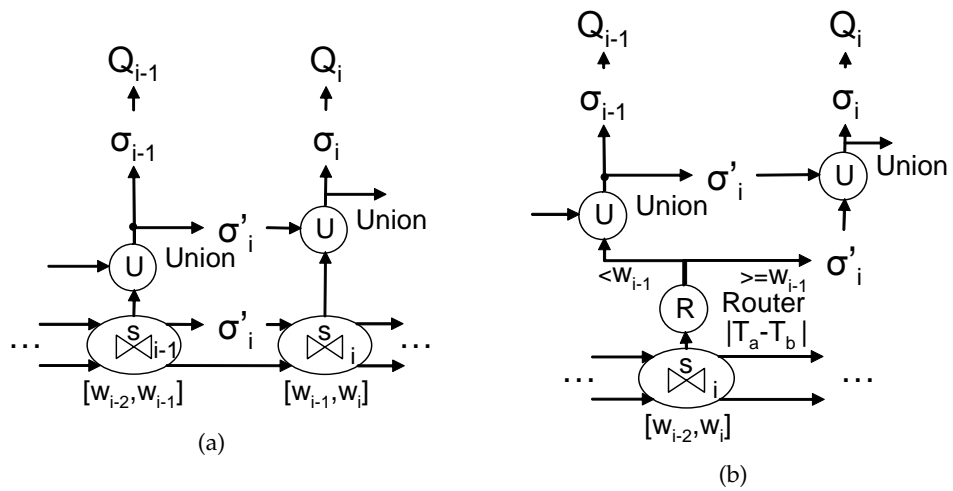 Q_{i-1} Q_i
σ_{i-1} σ_i
U Union σ'_i U Union
... s ⋈ i-1 σ'_i s ⋈ i ...
[w_{i-2},w_{i-1}] [w_{i-1},w_i]
(a)
Q_{i-1} Q_i
σ_{i-1} σ_i
U Union σ'_i U Union
<w_{i-1} >=w_{i-1} σ'_i
R Router
|T_a-T_b|
... s ⋈ i ...
[w_{i-2},w_i]
(b)